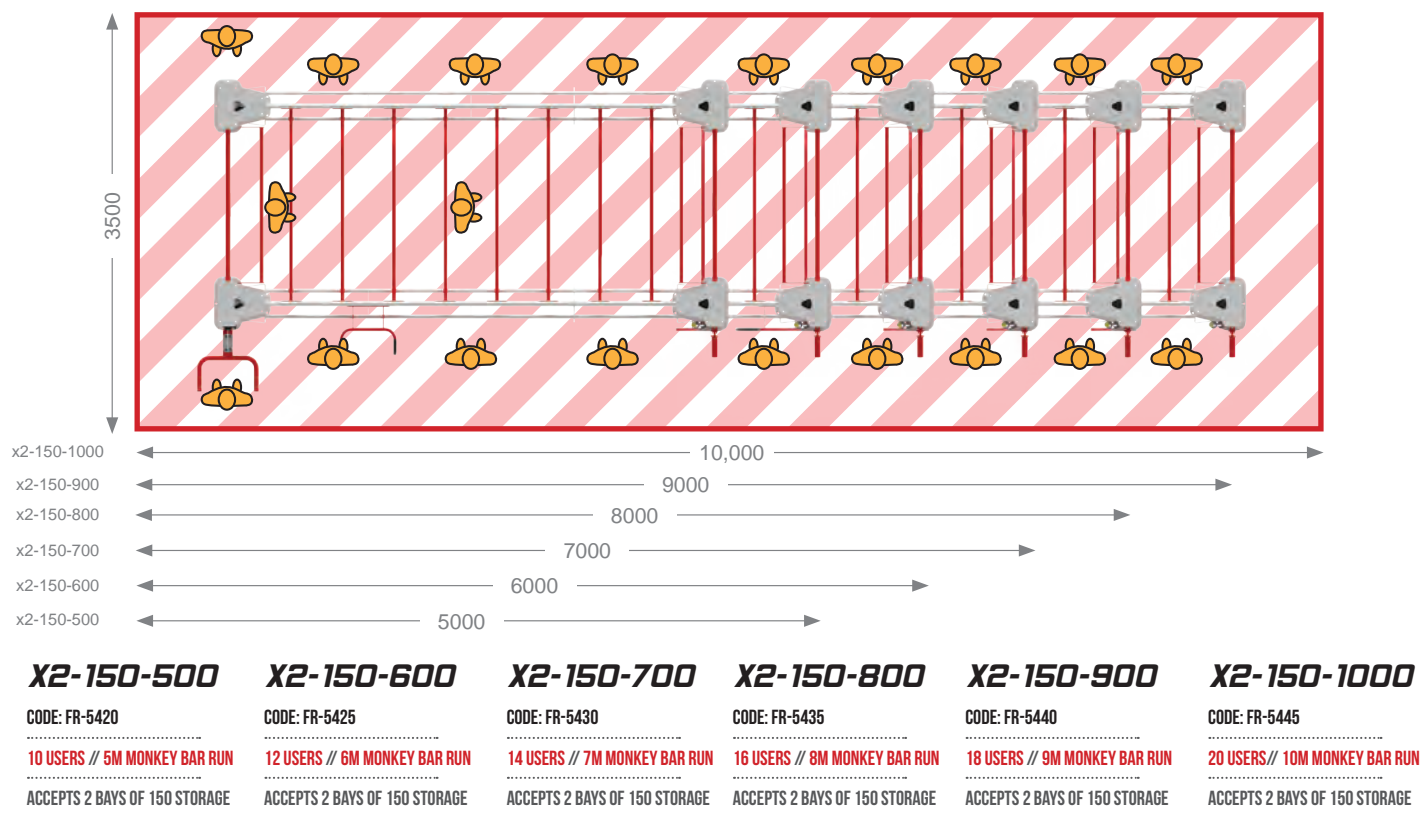 3500
x2-150-1000
10,000
x2-150-900
9000
x2-150-800
8000
x2-150-700
7000
x2-150-600
6000
x2-150-500
5000
X2-150-500
CODE: FR-5420
10 USERS // 5M MONKEY BAR RUN
ACCEPTS 2 BAYS OF 150 STORAGE
X2-150-600
CODE: FR-5425
12 USERS // 6M MONKEY BAR RUN
ACCEPTS 2 BAYS OF 150 STORAGE
X2-150-700
CODE: FR-5430
14 USERS // 7M MONKEY BAR RUN
ACCEPTS 2 BAYS OF 150 STORAGE
X2-150-800
CODE: FR-5435
16 USERS // 8M MONKEY BAR RUN
ACCEPTS 2 BAYS OF 150 STORAGE
X2-150-900
CODE: FR-5440
18 USERS // 9M MONKEY BAR RUN
ACCEPTS 2 BAYS OF 150 STORAGE
X2-150-1000
CODE: FR-5445
20 USERS// 10M MONKEY BAR RUN
ACCEPTS 2 BAYS OF 150 STORAGE